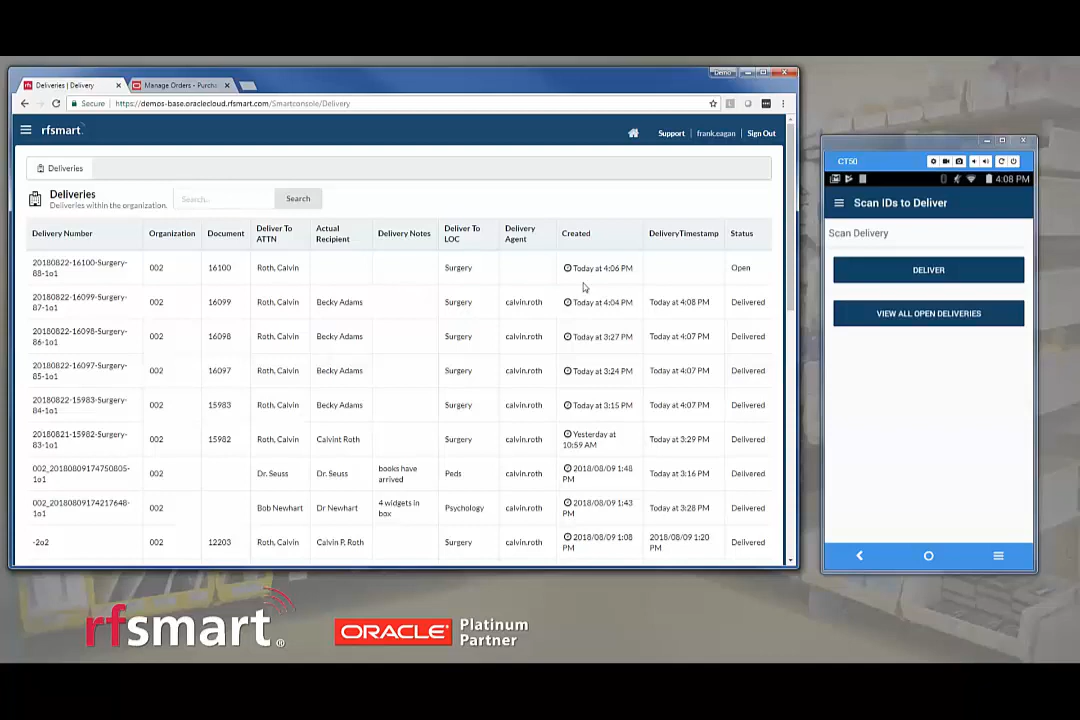 Demo
Deliveries | Delivery
Manage Orders - Purcha
Secure
https://demos-base.oraclecloud.rfsmart.com/Smartconsole/Delivery
rfsmart
Support | frank.eagan | Sign Out
Deliveries
Deliveries
Deliveries within the organization.
Search...
Search
Delivery Number Organization Document Deliver To ATTN Actual Recipient Delivery Notes Deliver To LOC Delivery Agent Created DeliveryTimestamp Status
20180822-16100-Surgery-88-1o1 002 16100 Roth, Calvin Surgery Today at 4:06 PM Open
20180822-16099-Surgery-87-1o1 002 16099 Roth, Calvin Becky Adams Surgery calvin.roth Today at 4:04 PM Today at 4:08 PM Delivered
20180822-16098-Surgery-86-1o1 002 16098 Roth, Calvin Becky Adams Surgery calvin.roth Today at 3:27 PM Today at 4:07 PM Delivered
20180822-16097-Surgery-85-1o1 002 16097 Roth, Calvin Becky Adams Surgery calvin.roth Today at 3:24 PM Today at 4:07 PM Delivered
20180822-15983-Surgery-84-1o1 002 15983 Roth, Calvin Becky Adams Surgery calvin.roth Today at 3:15 PM Today at 4:07 PM Delivered
20180821-15982-Surgery-83-1o1 002 15982 Roth, Calvin Calvint Roth Surgery calvin.roth Yesterday at 10:59 AM Today at 3:29 PM Delivered
002_20180809174750805-1o1 002 Dr. Seuss Dr. Seuss books have arrived Peds calvin.roth 2018/08/09 1:48 PM Today at 3:16 PM Delivered
002_20180809174217648-1o1 002 Bob Newhart Dr Newhart 4 widgets in box Psychology calvin.roth 2018/08/09 1:43 PM Today at 3:28 PM Delivered
-2o2 002 12203 Roth, Calvin Calvin P. Roth Surgery calvin.roth 2018/08/09 1:08 PM 2018/08/09 1:20 PM Delivered
CT50
4:08 PM
Scan IDs to Deliver
Scan Delivery
DELIVER
VIEW ALL OPEN DELIVERIES
rfsmart®
ORACLE® Platinum
Partner